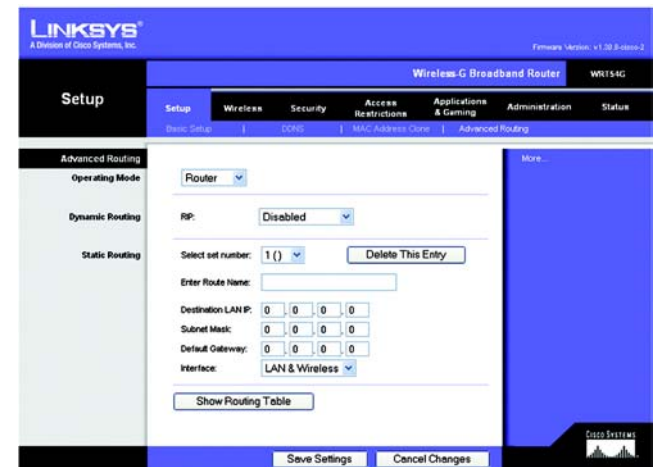 LINKSYS®
A Division of Cisco Systems, Inc.
Firmware Version: v1.30.0-cisco-2
Wireless-G Broadband Router WRT54G
Setup
Setup Wireless Security Access Restrictions Applications & Gaming Administration Status
Basic Setup | DDNS | MAC Address Clone | Advanced Routing
Advanced Routing
More...
Operating Mode Router
Dynamic Routing RIP: Disabled
Static Routing Select set number: 1 () Delete This Entry
Enter Route Name:
Destination LAN IP: 0 . 0 . 0 . 0
Subnet Mask: 0 . 0 . 0 . 0
Default Gateway: 0 . 0 . 0 . 0
Interface: LAN & Wireless
Show Routing Table
CISCO SYSTEMS
Save Settings Cancel Changes